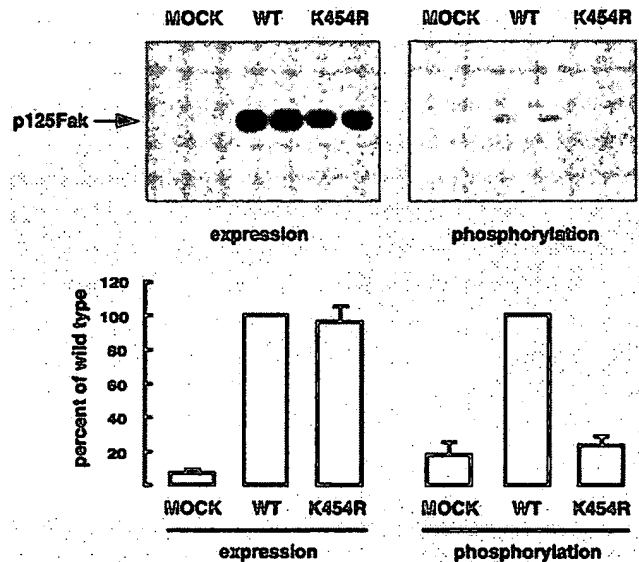 MOCK WT K454R MOCK WT K454R
p125Fak
expression phosphorylation
percent of wild type
120
100
80
60
40
20
MOCK WT K454R MOCK WT K454R
expression phosphorylation